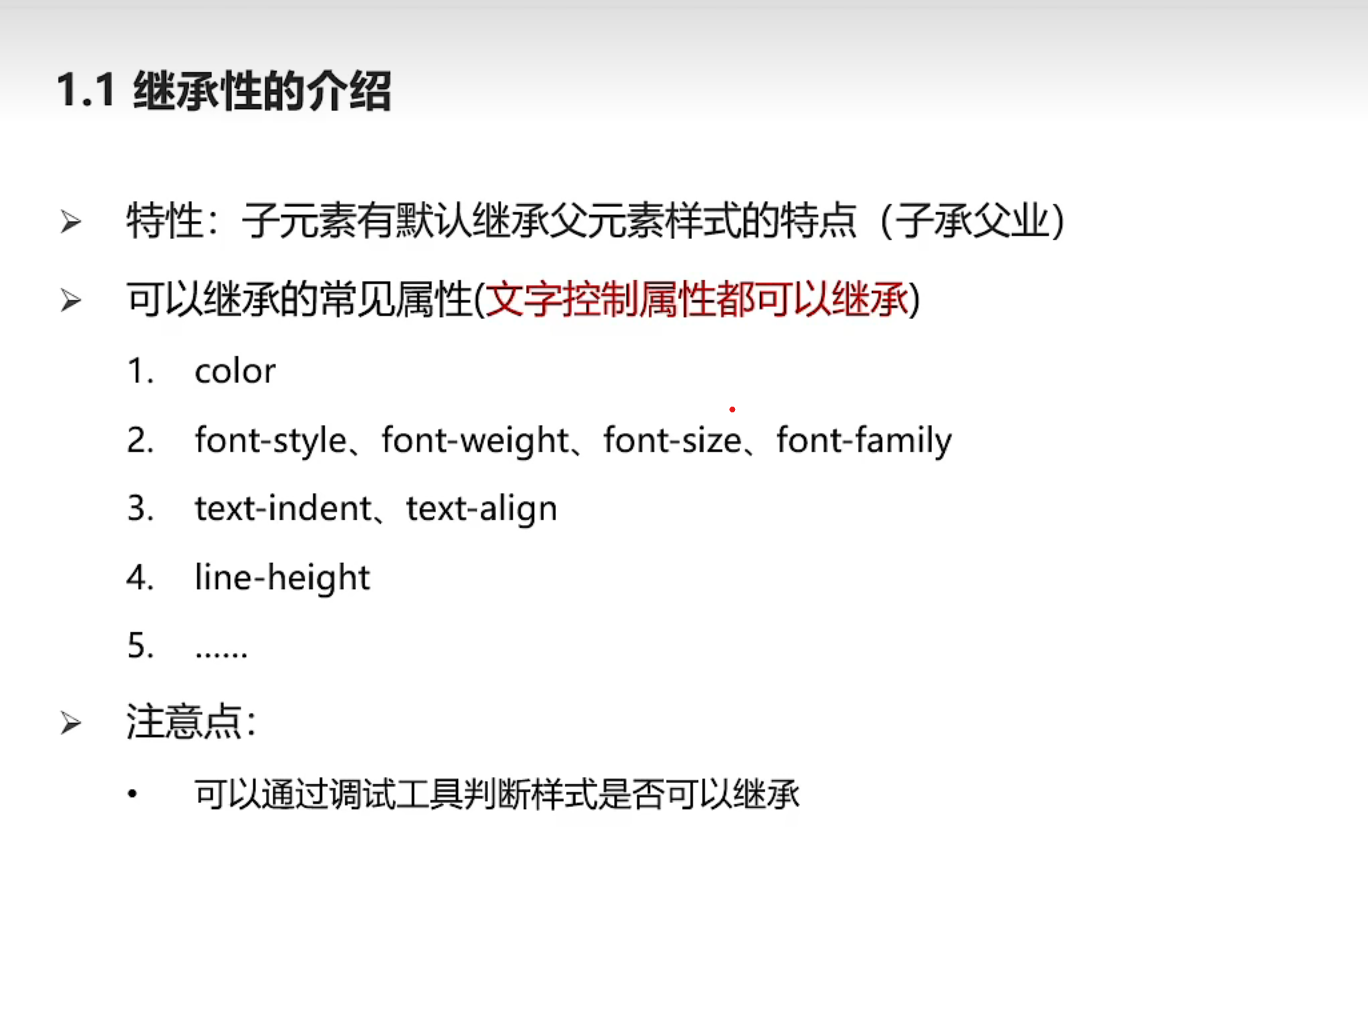 1.1 继承性的介绍
➢ 特性：子元素有默认继承父元素样式的特点（子承父业）
➢ 可以继承的常见属性(文字控制属性都可以继承)
1. color
2. font-style、font-weight、font-size、font-family
3. text-indent、text-align
4. line-height
5. ......
➢ 注意点：
• 可以通过调试工具判断样式是否可以继承